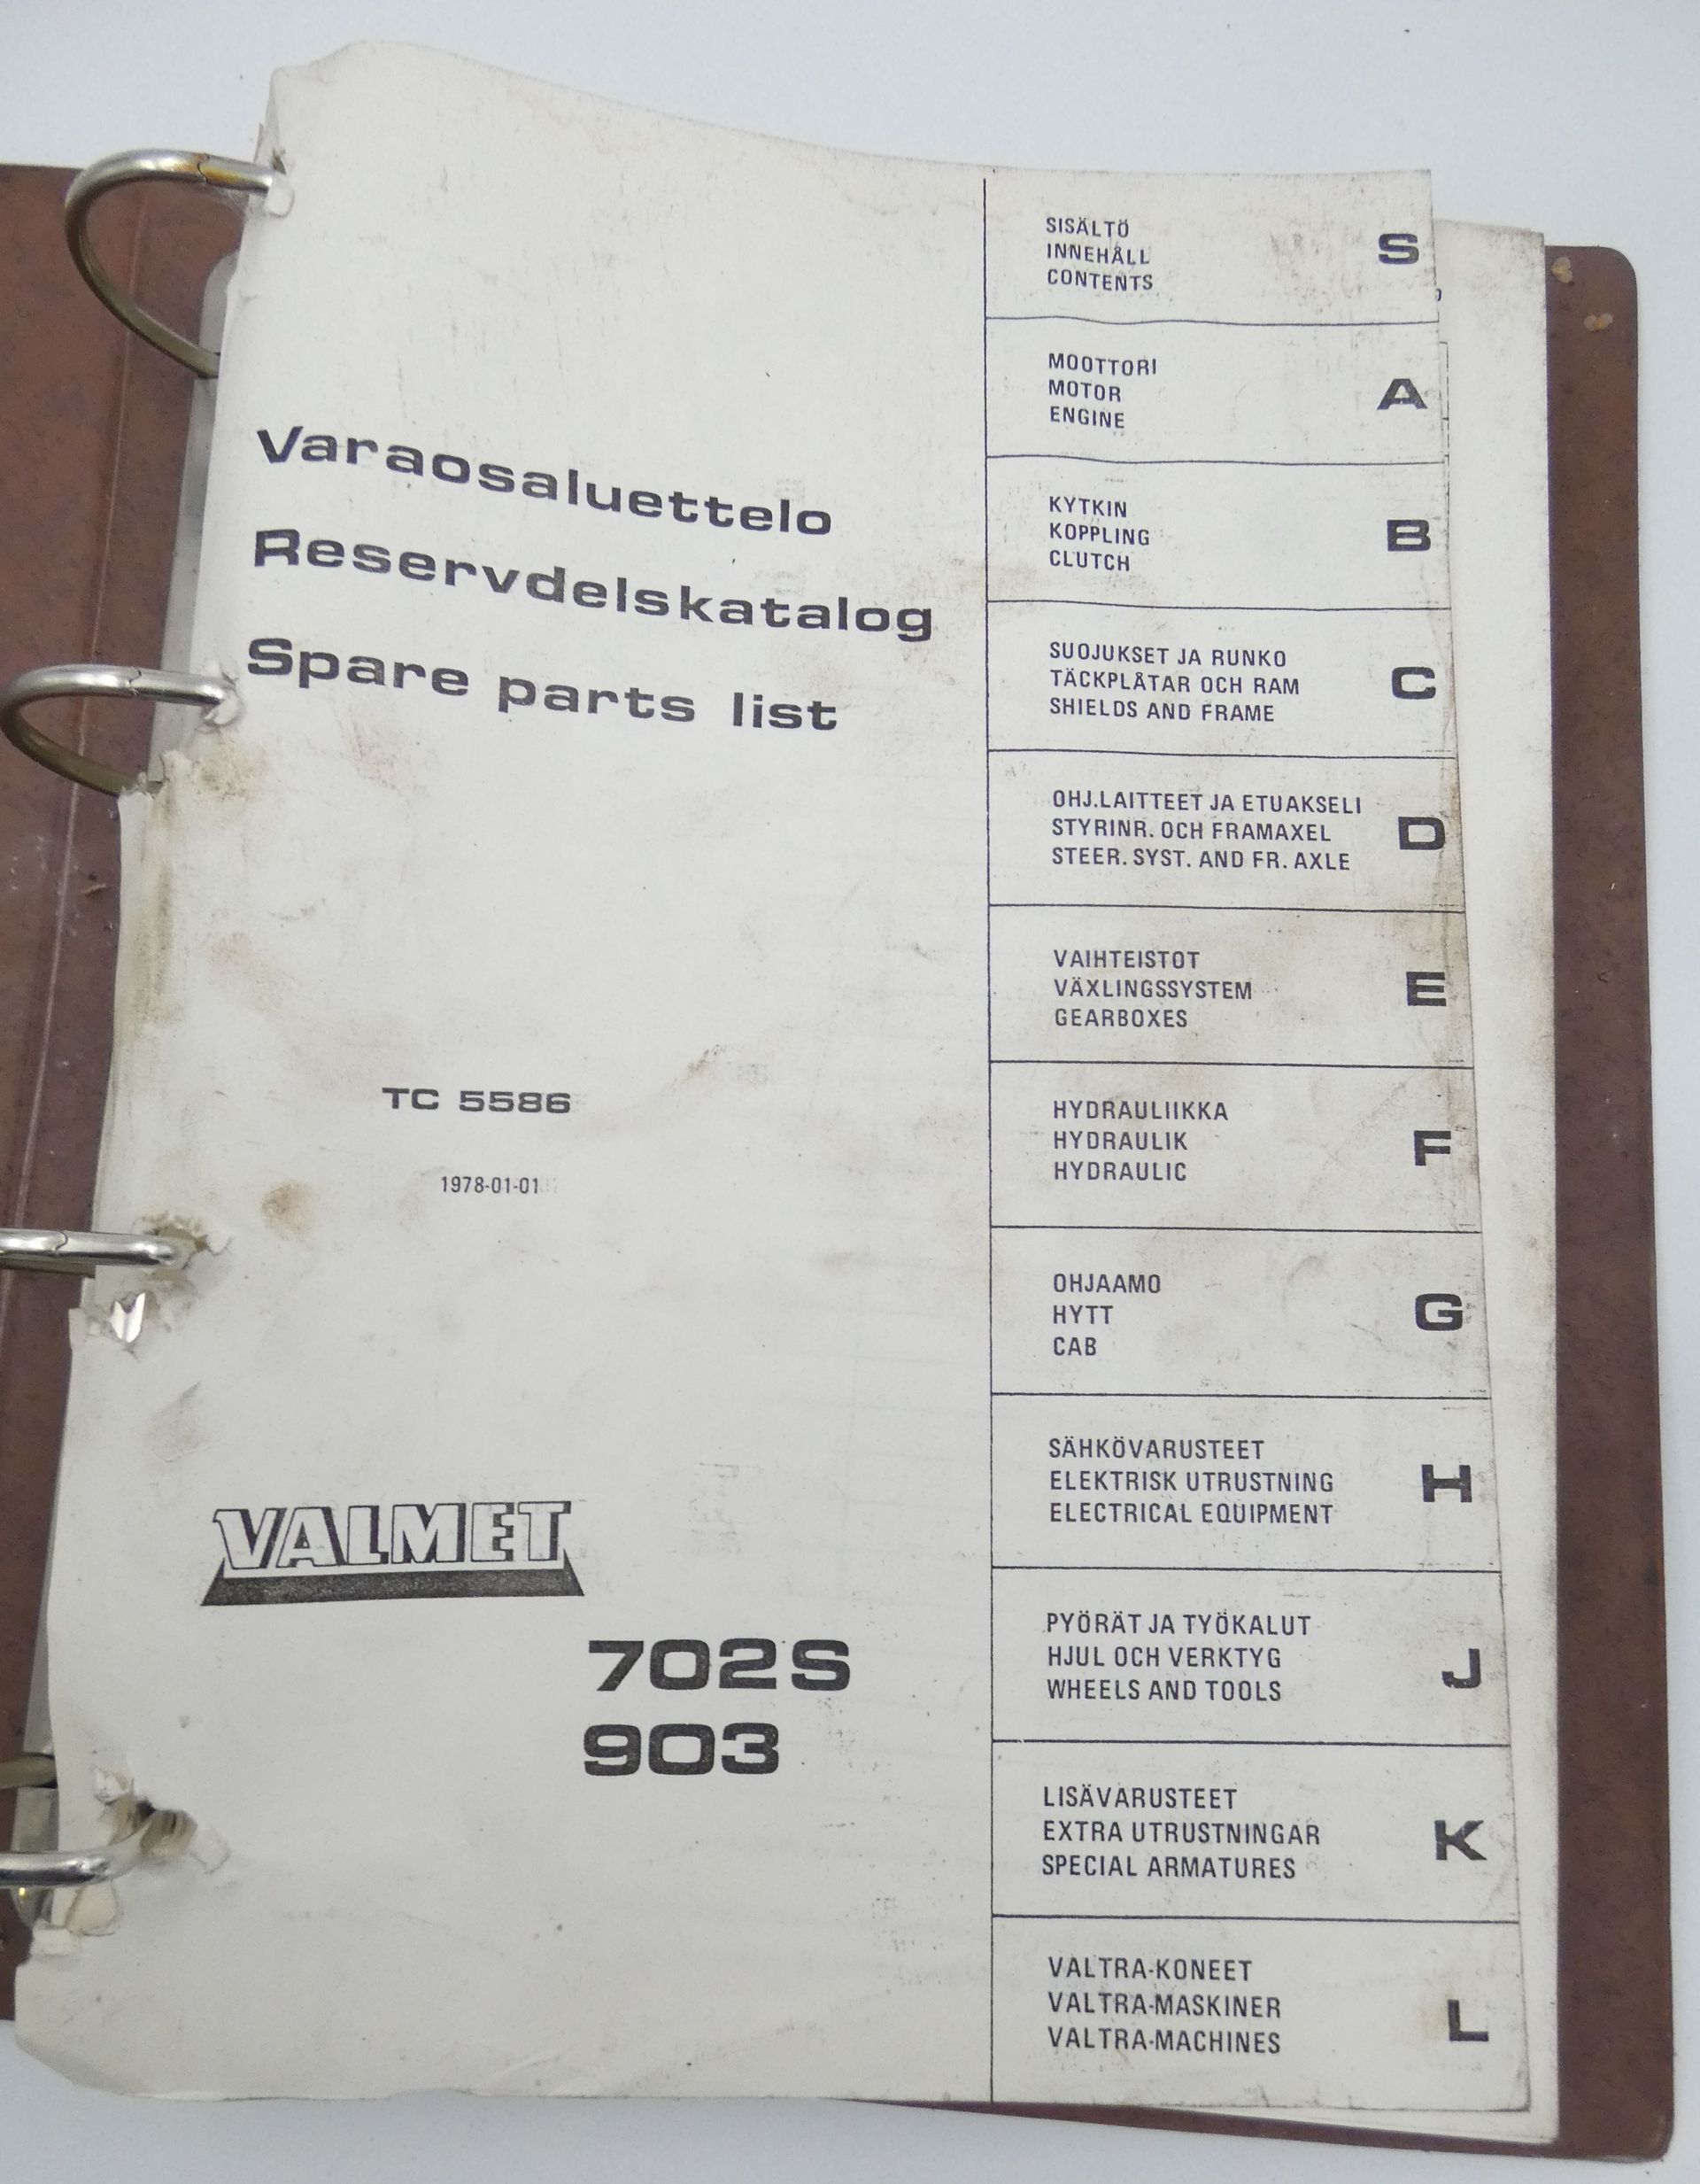 Varaosaluettelo
Reservdelskatalog
Spare parts list
TC 5586
1978-01-01
VALMET
702S
903
SISÄLTÖ
INNEHÅLL
CONTENTS
S
MOOTTORI
MOTOR
ENGINE
A
KYTKIN
KOPPLING
CLUTCH
B
SUOJUKSET JA RUNKO
TÄCKPLÅTAR OCH RAM
SHIELDS AND FRAME
C
OHJ.LAITTEET JA ETUAKSELI
STYRINR. OCH FRAMAXEL
STEER. SYST. AND FR. AXLE
D
VAIHTEISTOT
VÄXLINGSSYSTEM
GEARBOXES
E
HYDRAULIIKKA
HYDRAULIK
HYDRAULIC
F
OHJAAMO
HYTT
CAB
G
SÄHKÖVARUSTEET
ELEKTRISK UTRUSTNING
ELECTRICAL EQUIPMENT
H
PYÖRÄT JA TYÖKALUT
HJUL OCH VERKTYG
WHEELS AND TOOLS
J
LISÄVARUSTEET
EXTRA UTRUSTNINGAR
SPECIAL ARMATURES
K
VALTRA-KONEET
VALTRA-MASKINER
VALTRA-MACHINES
L